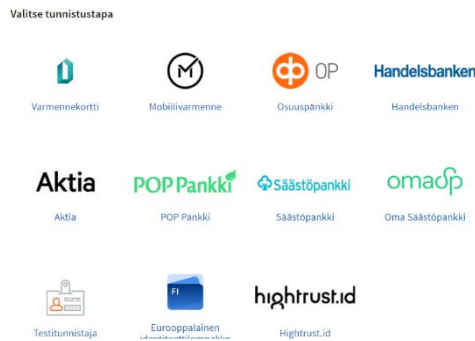 Valitse tunnistustapa
OP Handelsbanken
Varmennekortti Mobiilivarmenne Osuuspankki Handelsbanken
Aktia POP Pankki Säästöpankki omasp
Aktia POP Pankki Säästöpankki Oma Säästöpankki
FI hightrust.id
Testitunnistaja Eurooppalainen Hightrust.id
identiteettilompakko